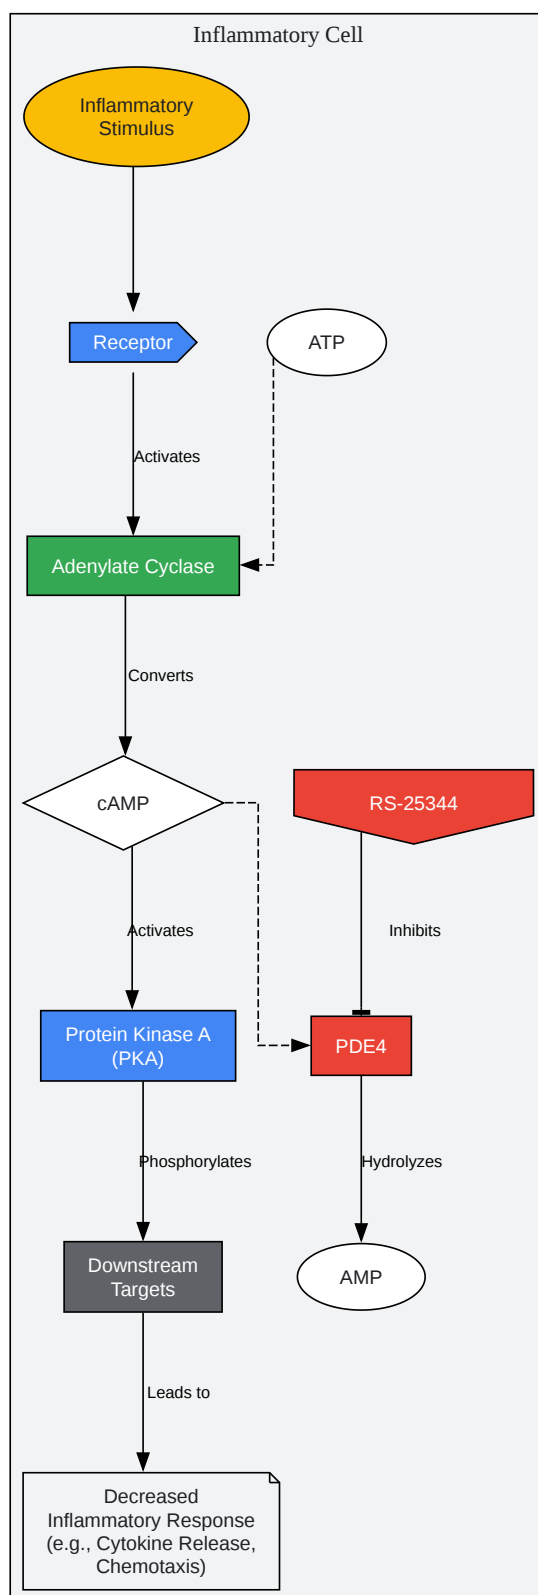 Inflammatory Cell
Inflammatory
Stimulus
Receptor
ATP
Activates
Adenylate Cyclase
Converts
cAMP
RS-25344
Activates
Inhibits
Protein Kinase A
(PKA)
PDE4
Phosphorylates
Hydrolyzes
Downstream
Targets
AMP
Leads to
Decreased
Inflammatory Response
(e.g., Cytokine Release,
Chemotaxis)